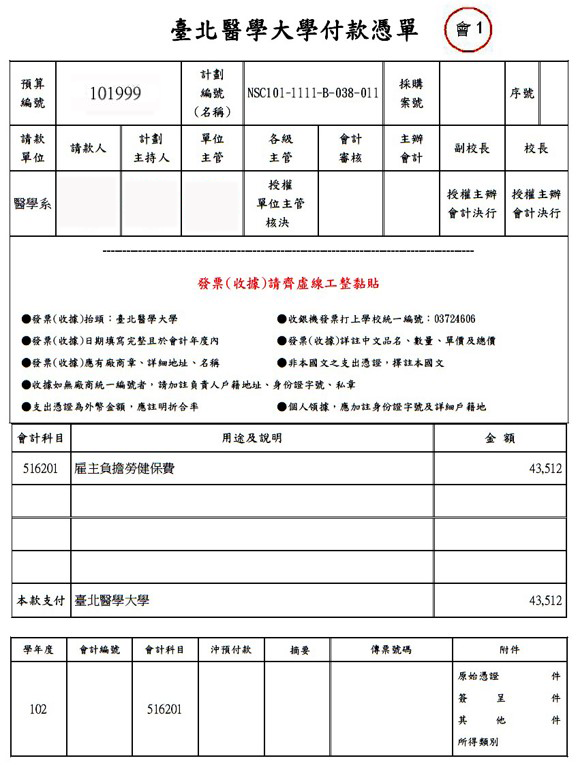 臺北醫學大學付款憑單
會1
預算編號
101999
計劃編號(名稱)
NSC101-1111-B-038-011
採購案號
序號
請款單位
請款人
計劃主持人
單位主管
各級主管
會計審核
主辦會計
副校長
校長
醫學系
授權單位主管核決
授權主辦會計決行
授權主辦會計決行
發票(收據)請齊虛線工整黏貼
●發票(收據)抬頭:臺北醫學大學
●收銀機發票打上學校統一編號:03724606
●發票(收據)日期填寫完整且於會計年度內
●發票(收據)詳註中文品名、數量、單價及總價
●發票(收據)應有廠商章、詳細地址、名稱
●非本國文之支出憑證,擇註本國文
●收據如無廠商統一編號者,請加註負責人戶籍地址、身份證字號、私章
●支出憑證為外幣金額,應註明折合率
●個人領據,應加註身份證字號及詳細戶籍地
會計科目
用途及說明
金 額
516201
雇主負擔勞健保費
43,512
本款支付
臺北醫學大學
43,512
學年度
會計編號
會計科目
沖預付款
摘要
傳票號碼
附件
102
516201
原始憑證 件
簽 呈 件
其 他 件
所得類別